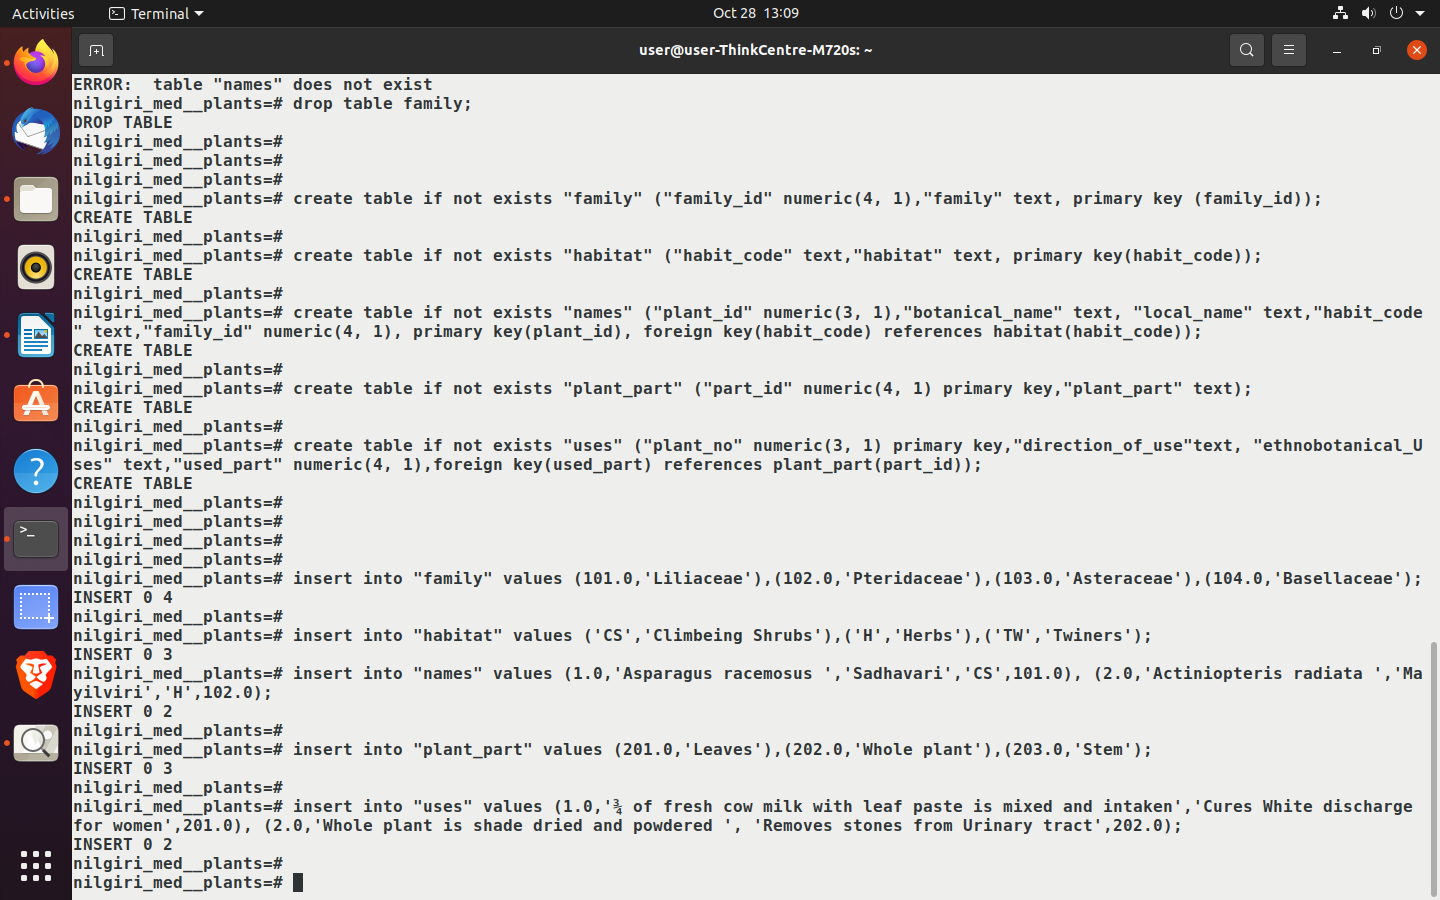 Activities
Terminal
Oct 28 13:09
user@user-ThinkCentre-M720s: ~
ERROR:  table "names" does not exist
nilgiri_med__plants=# drop table family;
DROP TABLE
nilgiri_med__plants=#
nilgiri_med__plants=#
nilgiri_med__plants=#
nilgiri_med__plants=# create table if not exists "family" ("family_id" numeric(4, 1),"family" text, primary key (family_id));
CREATE TABLE
nilgiri_med__plants=#
nilgiri_med__plants=# create table if not exists "habitat" ("habit_code" text,"habitat" text, primary key(habit_code));
CREATE TABLE
nilgiri_med__plants=#
nilgiri_med__plants=# create table if not exists "names" ("plant_id" numeric(3, 1),"botanical_name" text, "local_name" text,"habit_code
" text,"family_id" numeric(4, 1), primary key(plant_id), foreign key(habit_code) references habitat(habit_code));
CREATE TABLE
nilgiri_med__plants=#
nilgiri_med__plants=# create table if not exists "plant_part" ("part_id" numeric(4, 1) primary key,"plant_part" text);
CREATE TABLE
nilgiri_med__plants=#
nilgiri_med__plants=# create table if not exists "uses" ("plant_no" numeric(3, 1) primary key,"direction_of_use"text, "ethnobotanical_U
ses" text,"used_part" numeric(4, 1),foreign key(used_part) references plant_part(part_id));
CREATE TABLE
nilgiri_med__plants=#
nilgiri_med__plants=#
nilgiri_med__plants=#
nilgiri_med__plants=#
nilgiri_med__plants=# insert into "family" values (101.0,'Liliaceae'),(102.0,'Pteridaceae'),(103.0,'Asteraceae'),(104.0,'Basellaceae');
INSERT 0 4
nilgiri_med__plants=#
nilgiri_med__plants=# insert into "habitat" values ('CS','Climbeing Shrubs'),('H','Herbs'),('TW','Twiners');
INSERT 0 3
nilgiri_med__plants=# insert into "names" values (1.0,'Asparagus racemosus ','Sadhavari','CS',101.0), (2.0,'Actiniopteris radiata ','Ma
yilviri','H',102.0);
INSERT 0 2
nilgiri_med__plants=#
nilgiri_med__plants=# insert into "plant_part" values (201.0,'Leaves'),(202.0,'Whole plant'),(203.0,'Stem');
INSERT 0 3
nilgiri_med__plants=#
nilgiri_med__plants=# insert into "uses" values (1.0,'¾ of fresh cow milk with leaf paste is mixed and intaken','Cures White discharge
for women',201.0), (2.0,'Whole plant is shade dried and powdered ', 'Removes stones from Urinary tract',202.0);
INSERT 0 2
nilgiri_med__plants=#
nilgiri_med__plants=#